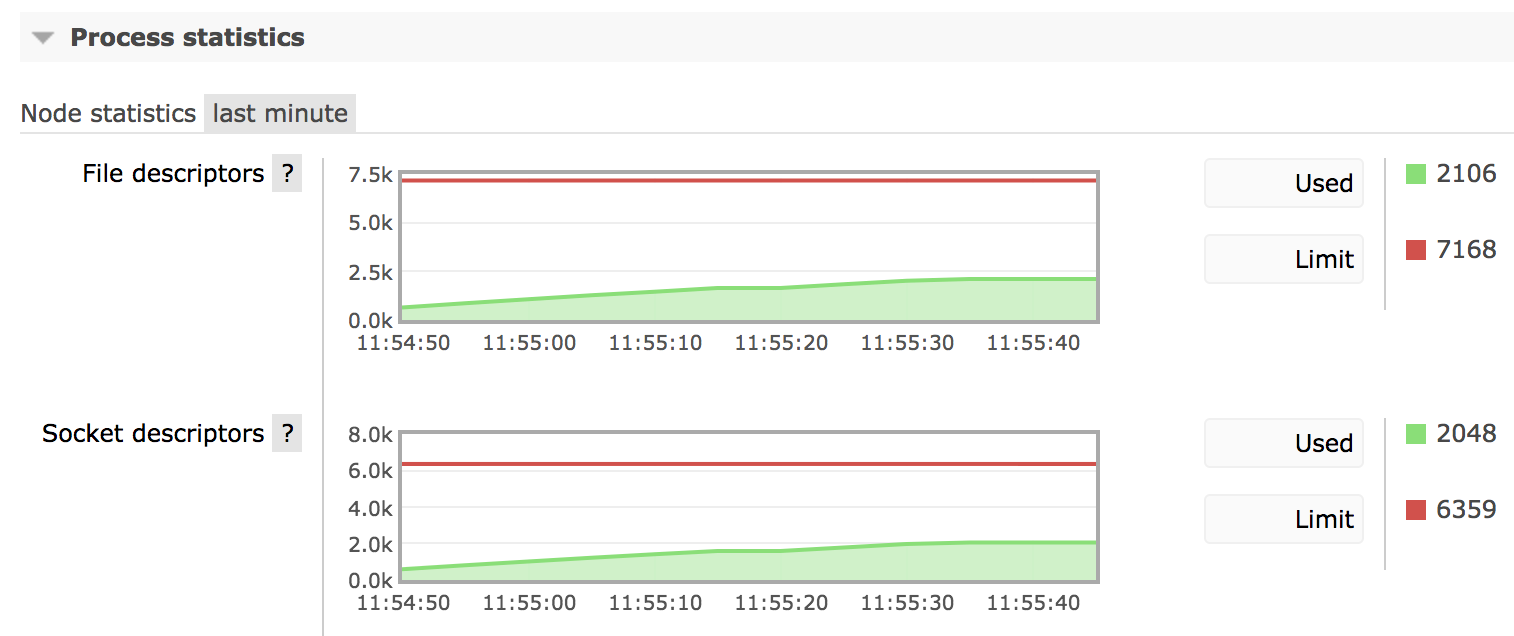 Process statistics
Node statistics last minute
File descriptors ?
7.5k
5.0k
2.5k
0.0k
11:54:50 11:55:00 11:55:10 11:55:20 11:55:30 11:55:40
Used 2106
Limit 7168
Socket descriptors ?
8.0k
6.0k
4.0k
2.0k
0.0k
11:54:50 11:55:00 11:55:10 11:55:20 11:55:30 11:55:40
Used 2048
Limit 6359